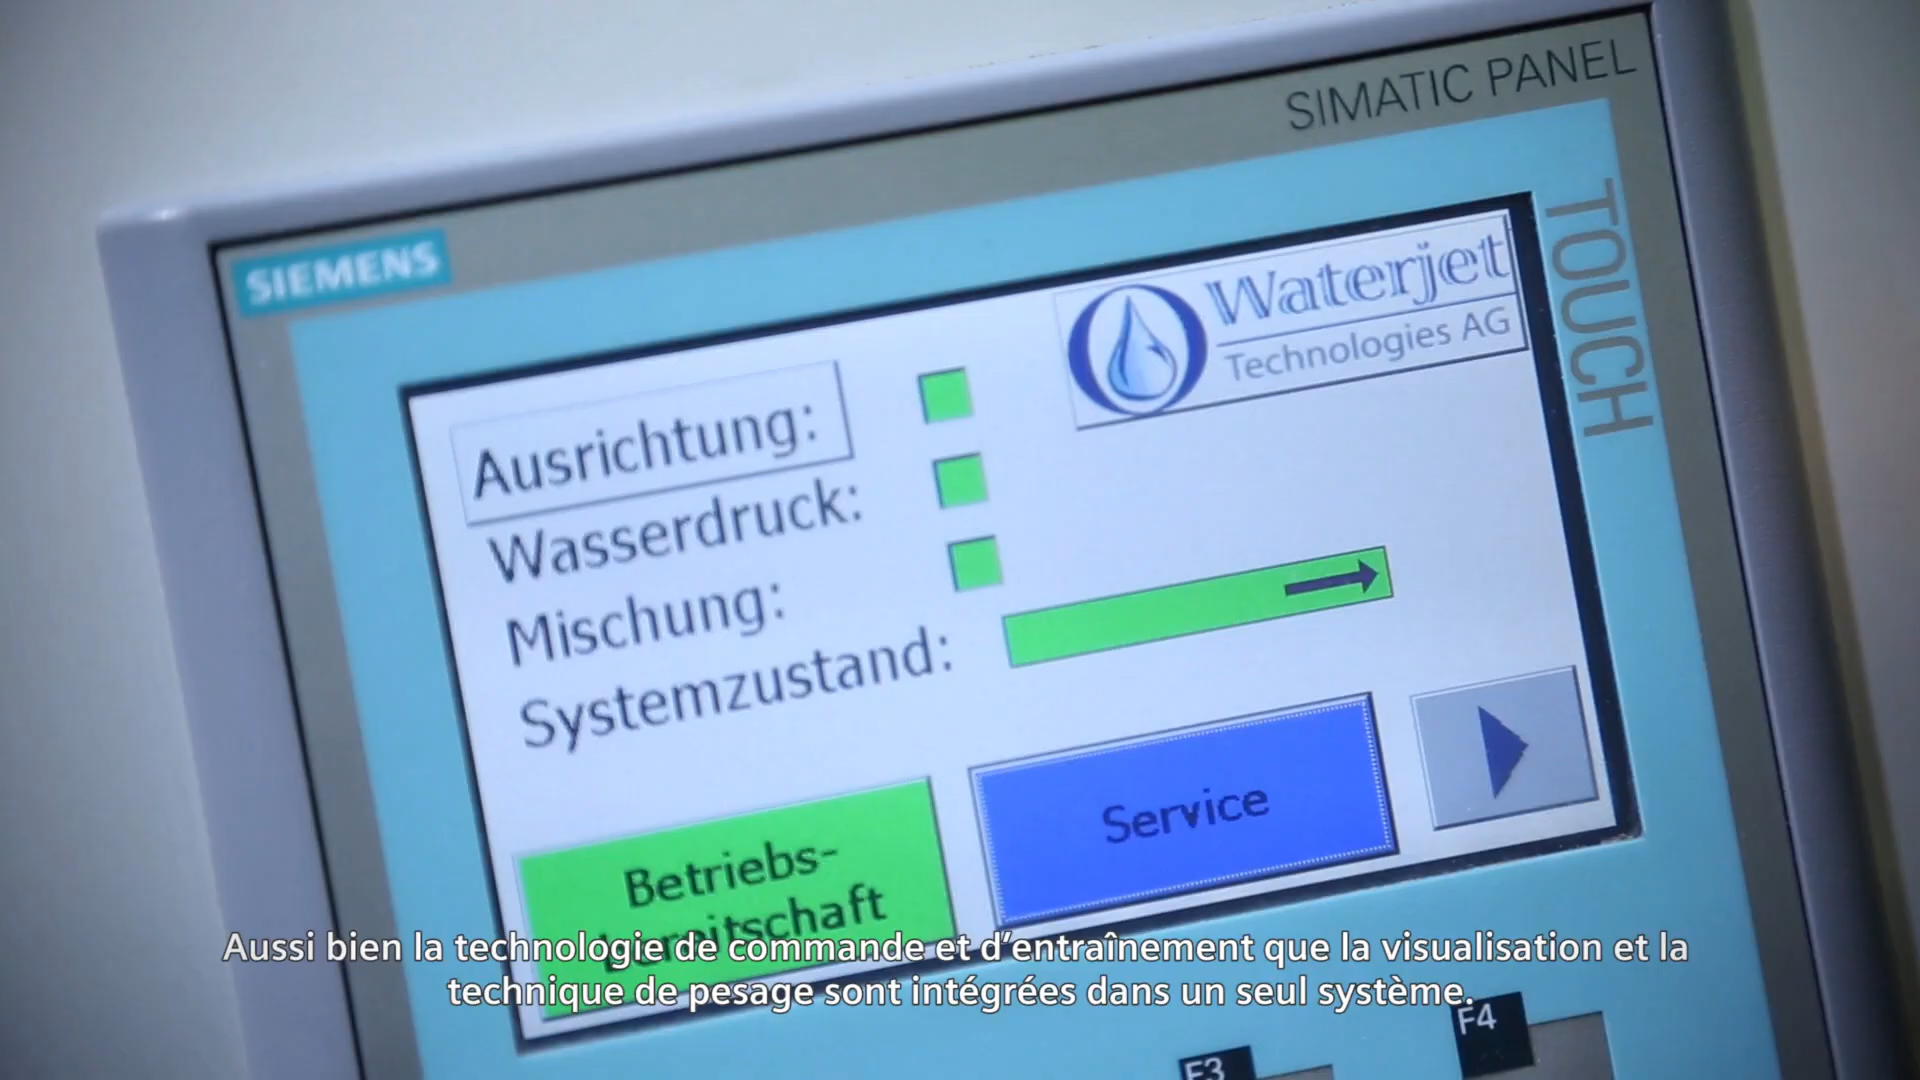 SIMATIC PANEL
SIEMENS
TOUCH
Waterjet
Technologies AG
Ausrichtung:
Wasserdruck:
Mischung:
Systemzustand:
Betriebs-
bereitschaft
Service
Aussi bien la technologie de commande et d’entraînement que la visualisation et la
technique de pesage sont intégrées dans un seul système.
F3
F4